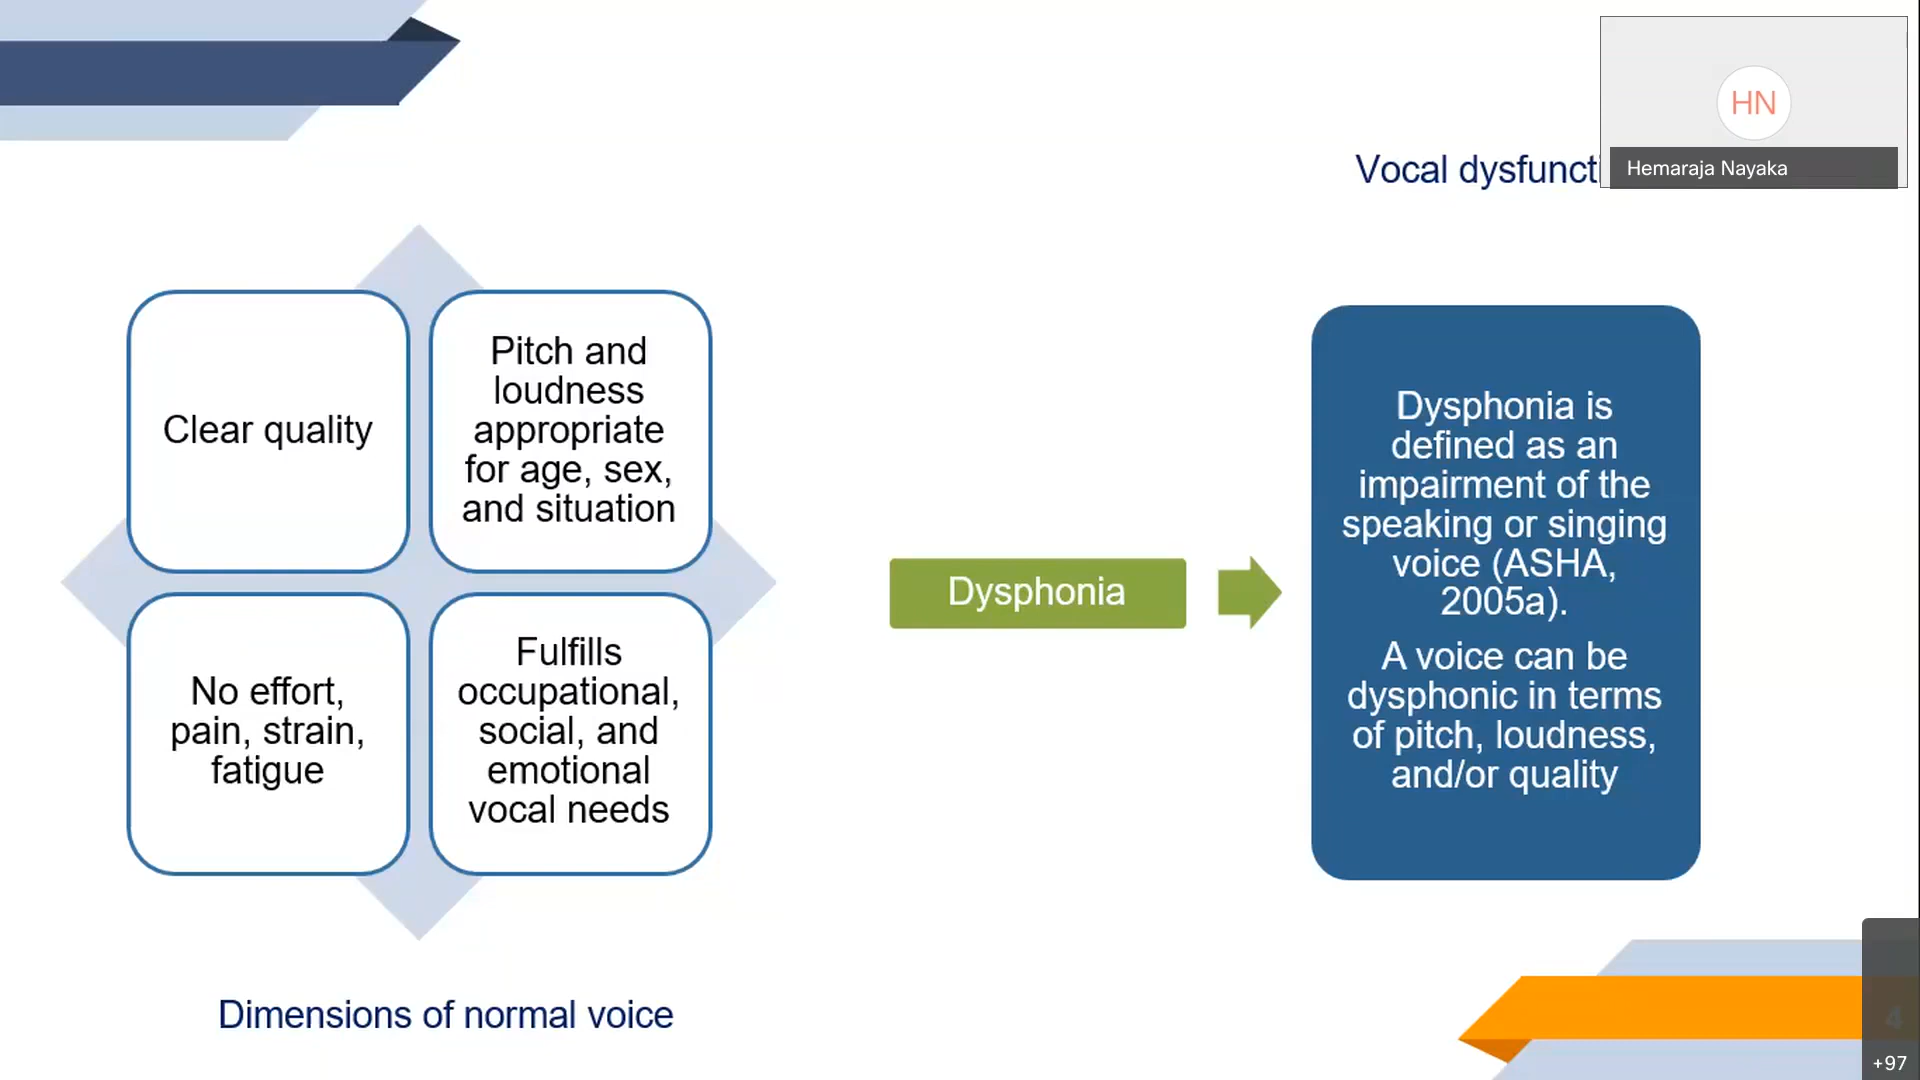 HN
Hemaraja Nayaka
Vocal
Clear quality
Pitch and
loudness
appropriate
for age, sex,
and situation
No effort,
pain, strain,
fatigue
Fulfills
occupational,
social, and
emotional
vocal needs
Dimensions of normal voice
Dysphonia
Dysphonia is
defined as an
impairment of the
speaking or singing
voice (ASHA,
2005a).
A voice can be
dysphonic in terms
of pitch, loudness,
and/or quality
4
+97